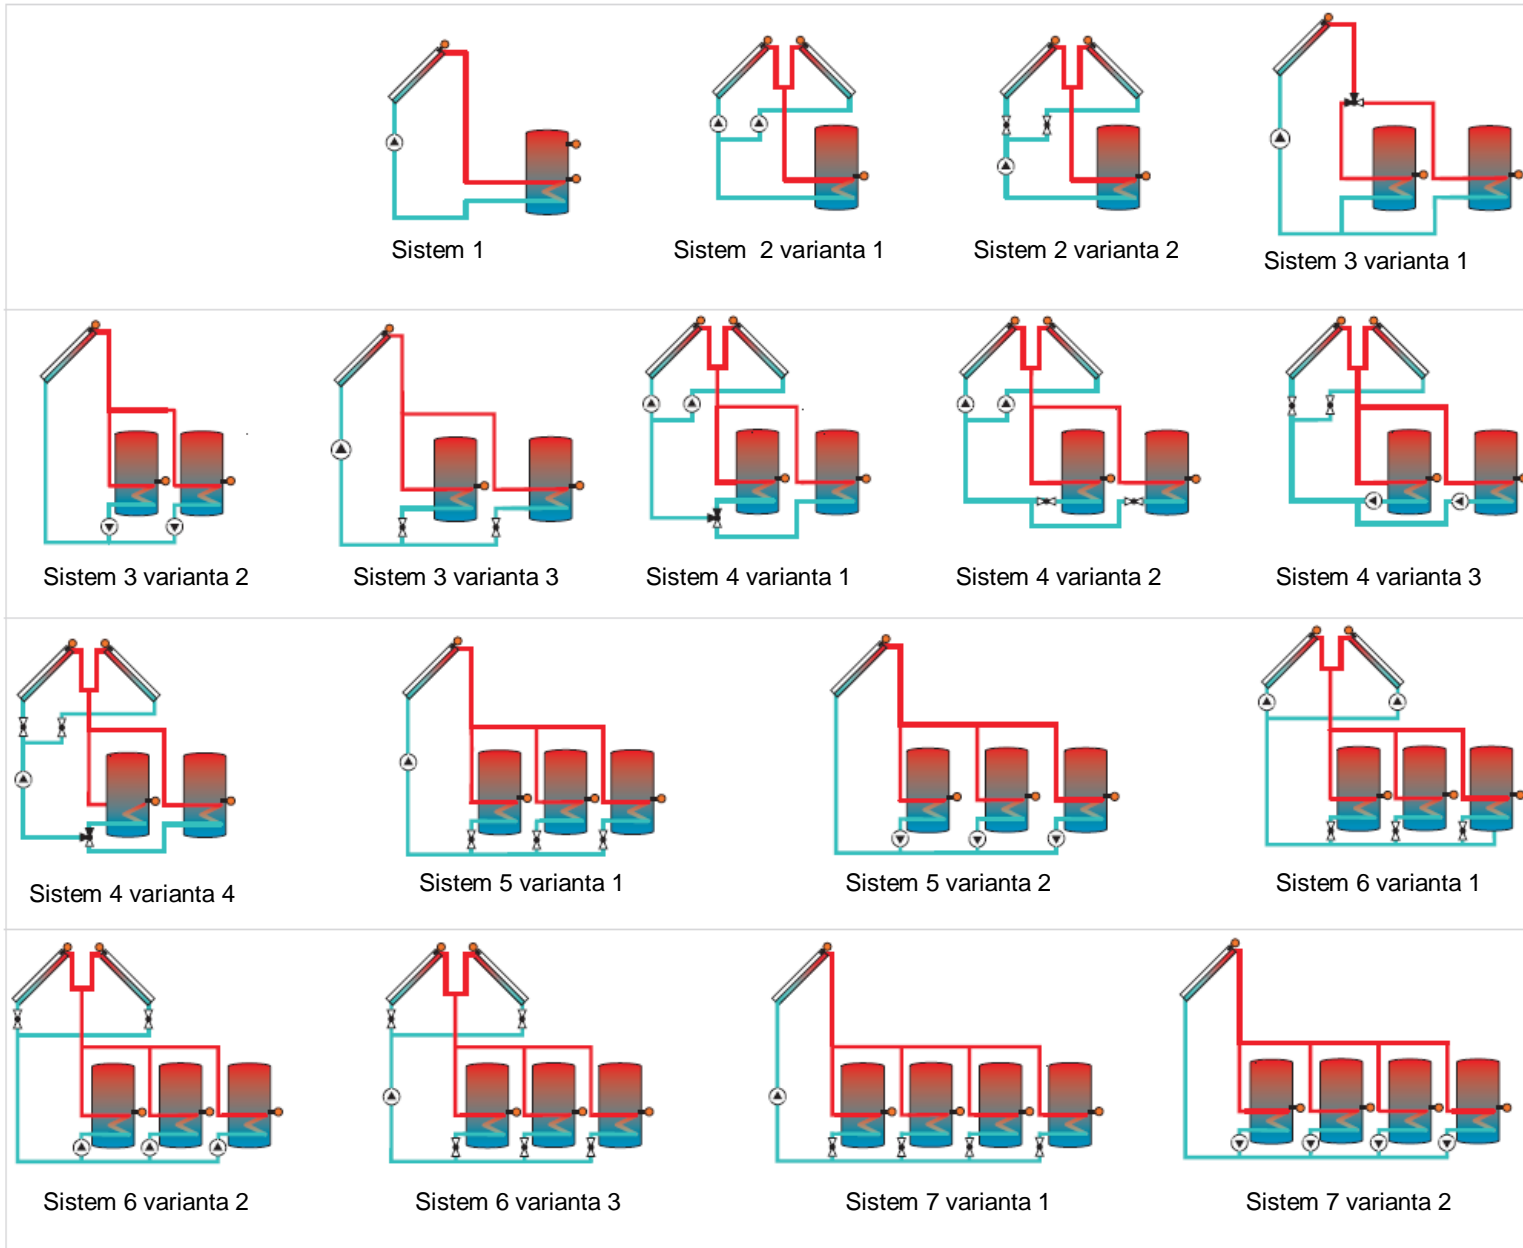 Sistem 1
Sistem 2 varianta 1
Sistem 2 varianta 2
Sistem 3 varianta 1
Sistem 3 varianta 2
Sistem 3 varianta 3
Sistem 4 varianta 1
Sistem 4 varianta 2
Sistem 4 varianta 3
Sistem 4 varianta 4
Sistem 5 varianta 1
Sistem 5 varianta 2
Sistem 6 varianta 1
Sistem 6 varianta 2
Sistem 6 varianta 3
Sistem 7 varianta 1
Sistem 7 varianta 2